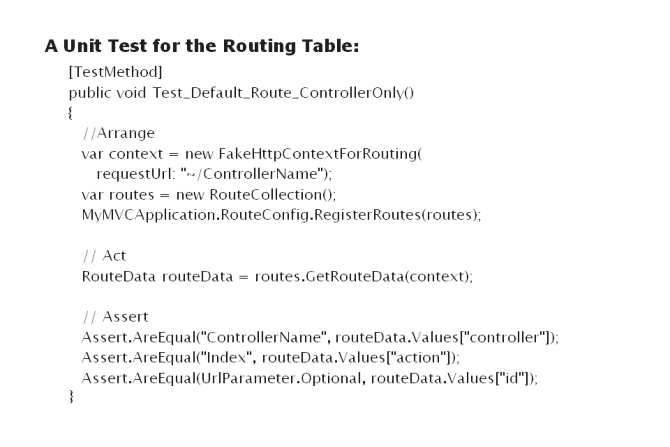 A Unit Test for the Routing Table:
[TestMethod]
public void Test_Default_Route_ControllerOnly()
{
//Arrange
var context = new FakeHttpContextForRouting(
requestUrl: "~/ControllerName");
var routes = new RouteCollection();
MyMVCApplication.RouteConfig.RegisterRoutes(routes);
// Act
RouteData routeData = routes.GetRouteData(context);
// Assert
Assert.AreEqual("ControllerName", routeData.Values["controller"]);
Assert.AreEqual("Index", routeData.Values["action"]);
Assert.AreEqual(UrlParameter.Optional, routeData.Values["id"]);
}